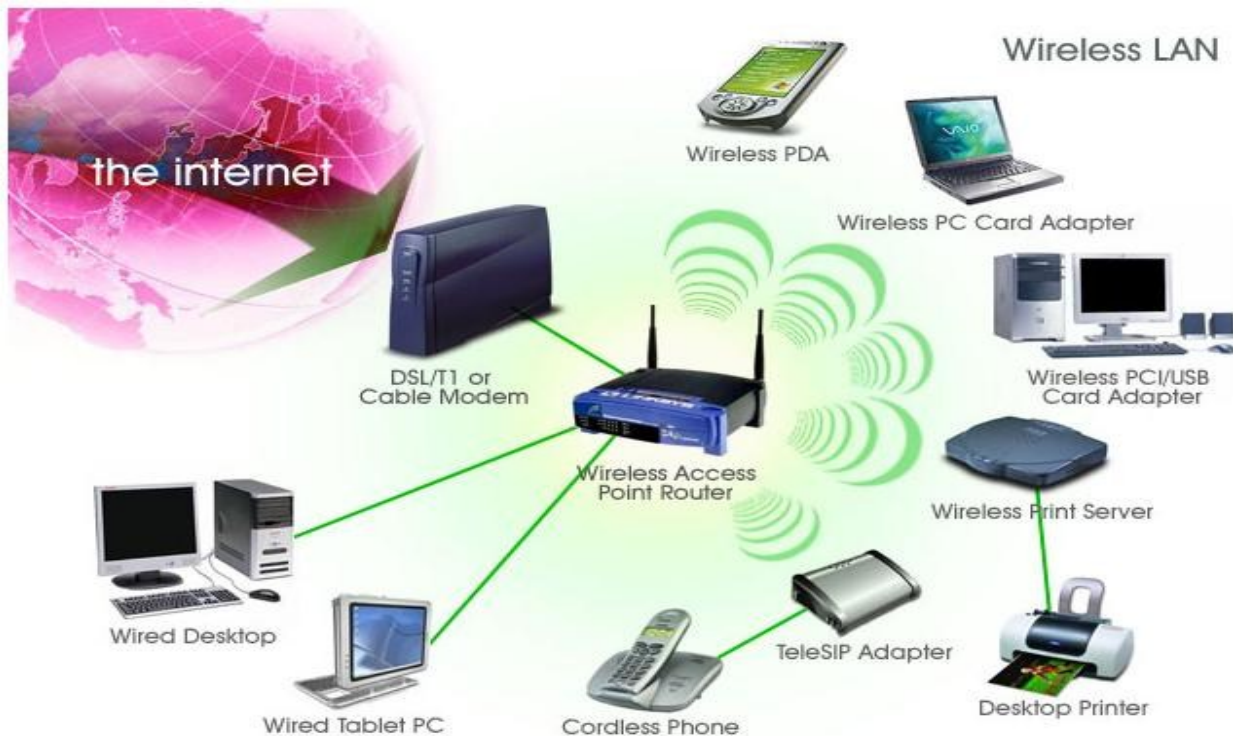 Wireless LAN
the internet
Wireless PDA
VAIO
Wireless PC Card Adapter
DSL/T1 or
Cable Modem
Wireless PCI/USB
Card Adapter
LINKSYS
Wireless Access
Point Router
Wireless Print Server
Wired Desktop
TeleSIP Adapter
Wired Tablet PC
Cordless Phone
Desktop Printer